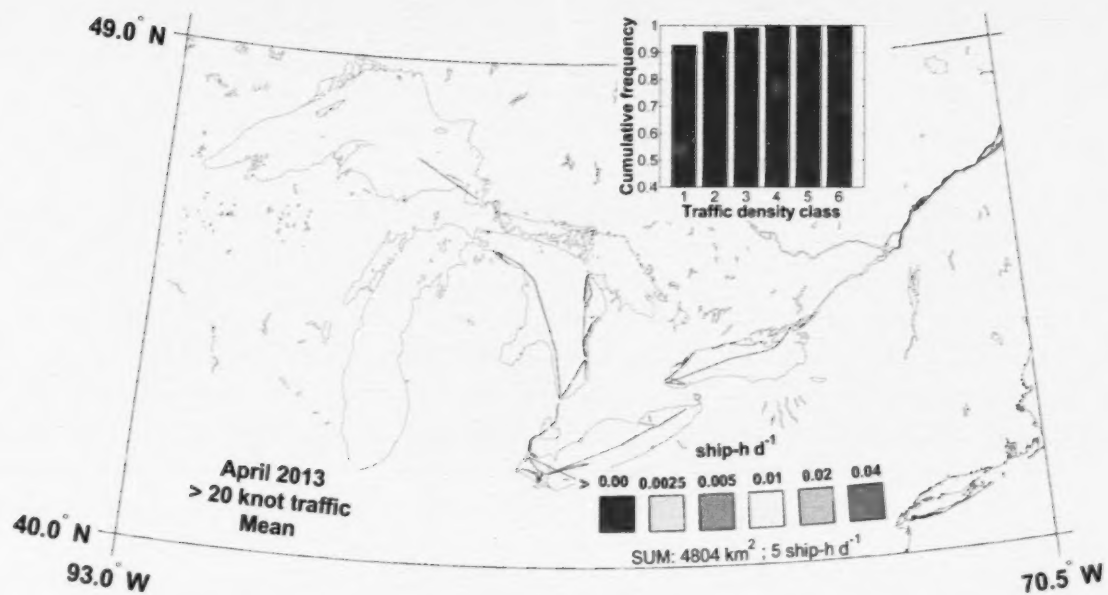 49.0° N
Cumulative frequency
1
0.9
0.8
0.7
0.6
0.5
0.4
1 2 3 4 5 6
Traffic density class
April 2013
> 20 knot traffic
Mean
ship-h d⁻¹
> 0.00 0.0025 0.005 0.01 0.02 0.04
SUM: 4804 km² ; 5 ship-h d⁻¹
40.0° N
93.0° W
70.5° W